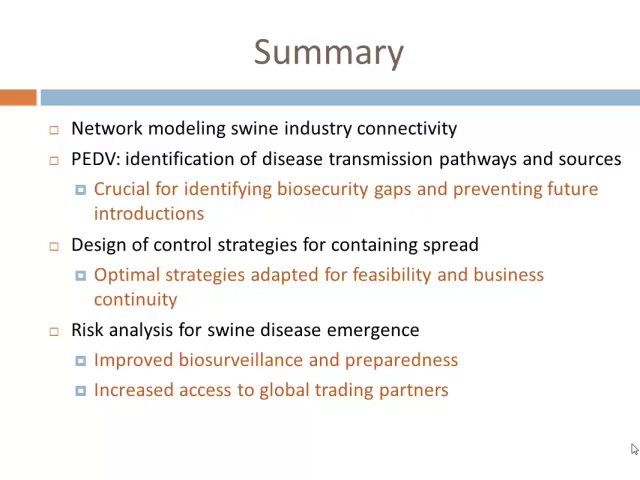 Summary
Network modeling swine industry connectivity
PEDV: identification of disease transmission pathways and sources
Crucial for identifying biosecurity gaps and preventing future
introductions
Design of control strategies for containing spread
Optimal strategies adapted for feasibility and business
continuity
Risk analysis for swine disease emergence
Improved biosurveillance and preparedness
Increased access to global trading partners